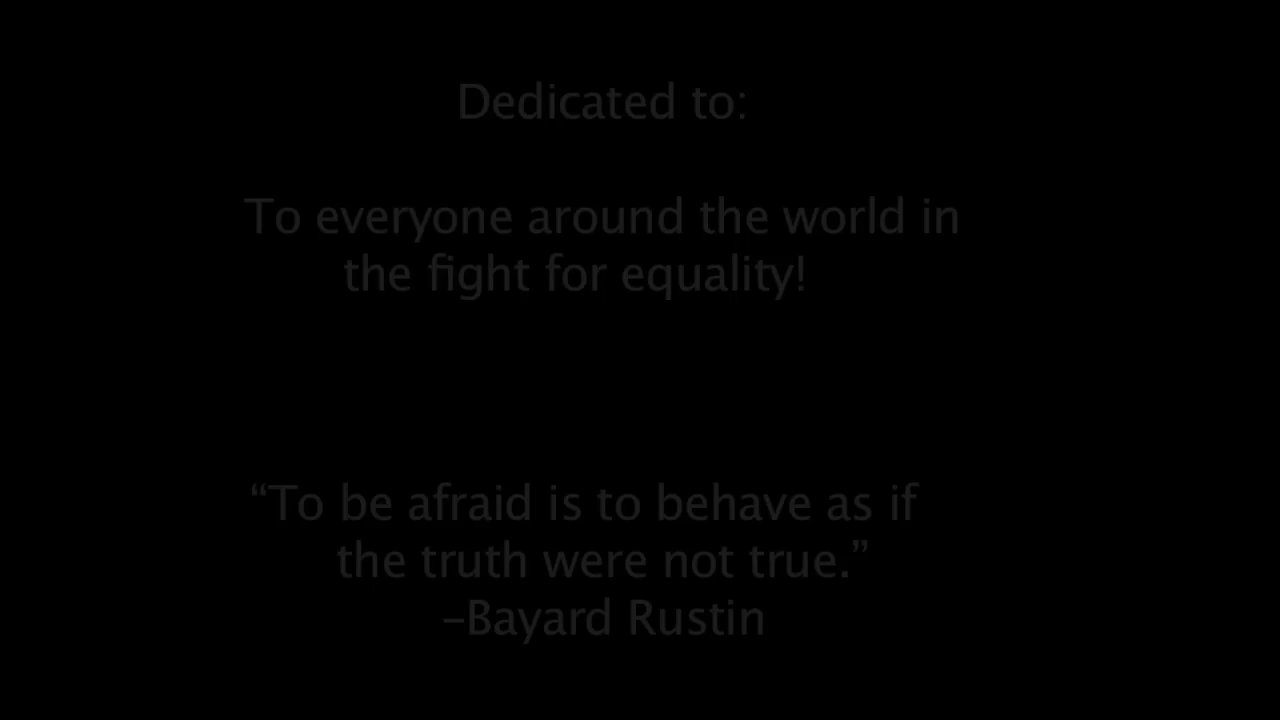 Dedicated to:
To everyone around the world in
the fight for equality!
“To be afraid is to behave as if
the truth were not true.”
–Bayard Rustin